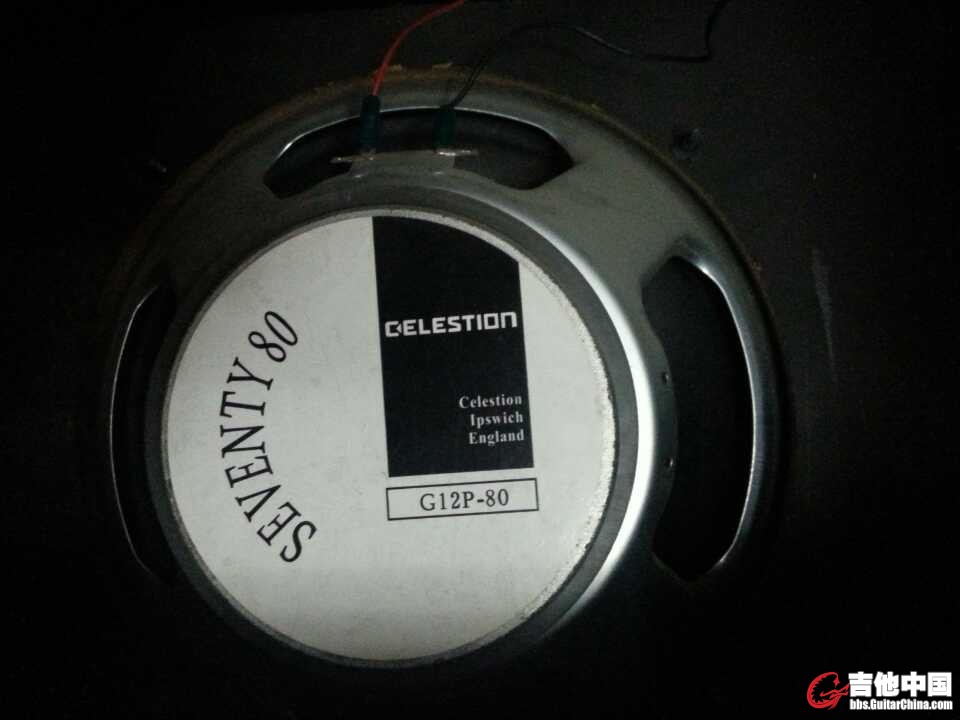 SEVENTY 80
CELESTION
Celestion
Ipswich
England
G12P-80
吉他中国
bbs.GuitarChina.com